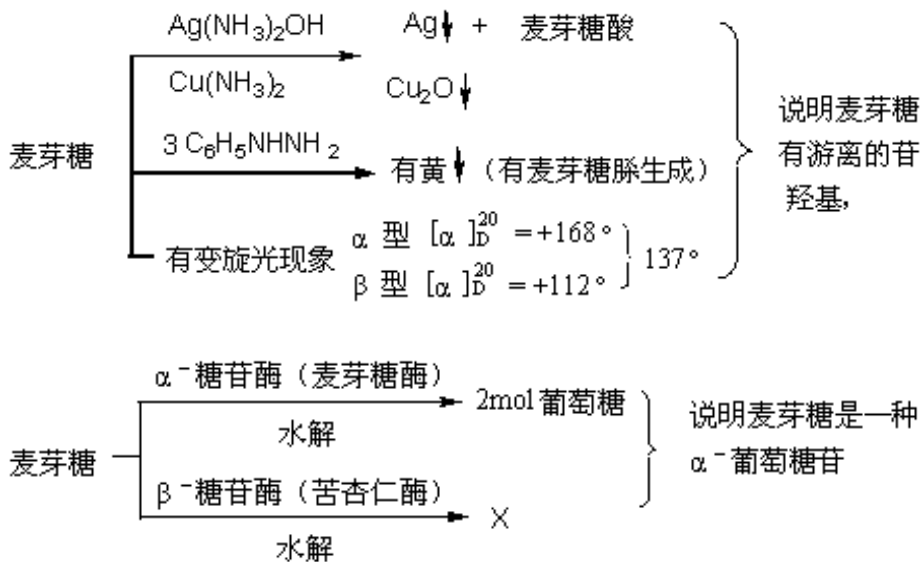 Ag(NH₃)₂OH
Ag↓ + 麦芽糖酸
Cu(NH₃)₂
Cu₂O↓
麦芽糖
3 C₆H₅NHNH₂
有黄↓ (有麦芽糖脎生成)
说明麦芽糖
有游离的苷
羟基,
有变旋光现象
α 型 [α]²⁰D = +168°
β 型 [α]²⁰D = +112°
137°
α-糖苷酶 (麦芽糖酶)
水解
2mol 葡萄糖
麦芽糖
β-糖苷酶 (苦杏仁酶)
水解
X
说明麦芽糖是一种
α-葡萄糖苷